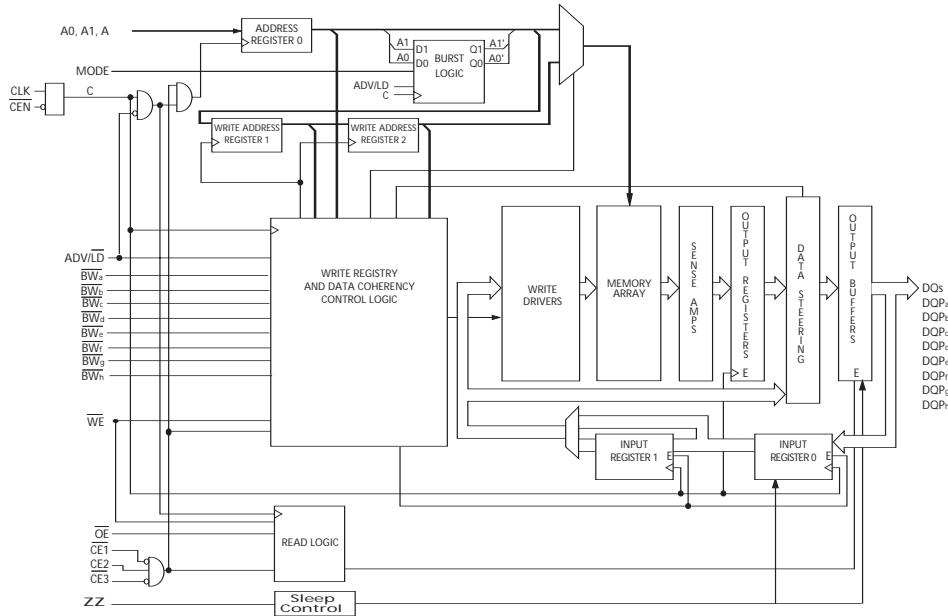 A0, A1, A
ADDRESS
REGISTER 0
MODE
A1
A0
D1
D0
BURST
LOGIC
Q1
Q0
A1'
A0'
ADV/LD
C
CLK
CEN
C
WRITE ADDRESS
REGISTER 1
WRITE ADDRESS
REGISTER 2
ADV/LD
BWa
BWb
BWc
BWd
BWe
BWf
BWg
BWh
WE
WRITE REGISTRY
AND DATA COHERENCY
CONTROL LOGIC
WRITE
DRIVERS
MEMORY
ARRAY
SENSE AMPS
OUTPUT REGISTERS
E
DATA STEERING
OUTPUT BUFFERS
E
DQs
DQPa
DQPb
DQPc
DQPd
DQPe
DQPf
DQPg
DQPh
INPUT
REGISTER 1
E
INPUT
REGISTER 0
E
OE
CE1
CE2
CE3
READ LOGIC
ZZ
Sleep
Control